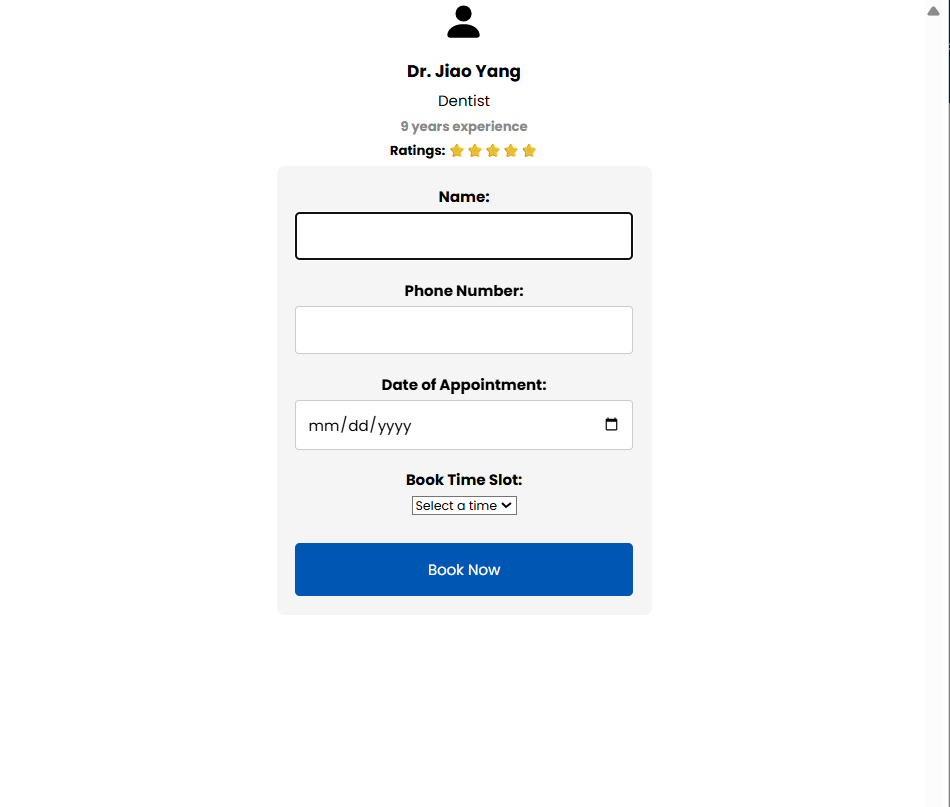 Dr. Jiao Yang
Dentist
9 years experience
Ratings:
Name:
Phone Number:
Date of Appointment:
mm/dd/yyyy
Book Time Slot:
Select a time
Book Now